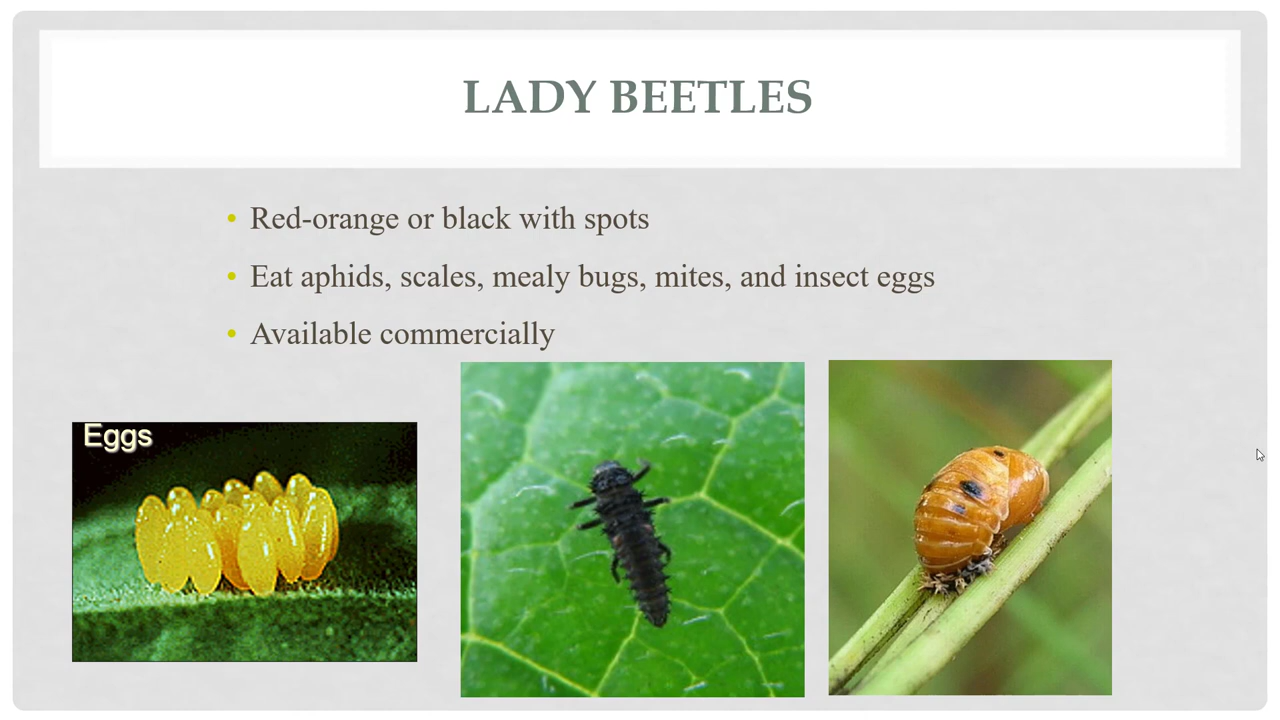 LADY BEETLES
• Red-orange or black with spots
• Eat aphids, scales, mealy bugs, mites, and insect eggs
• Available commercially
Eggs